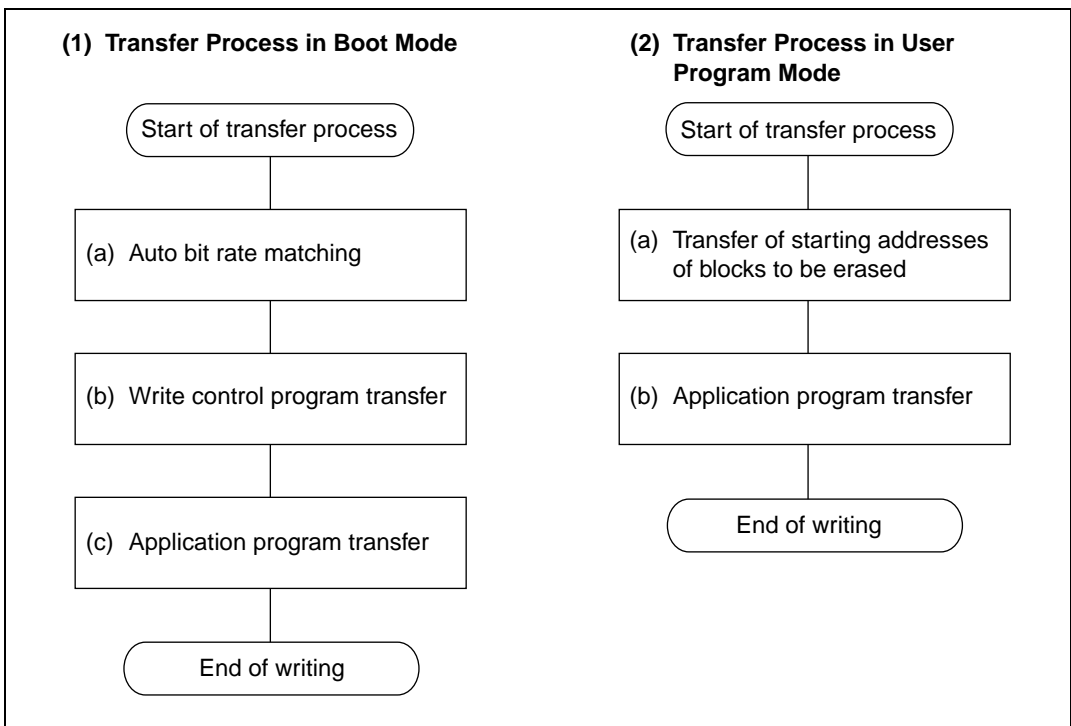 (1) Transfer Process in Boot Mode
Start of transfer process
(a) Auto bit rate matching
(b) Write control program transfer
(c) Application program transfer
End of writing
(2) Transfer Process in User
Program Mode
Start of transfer process
(a) Transfer of starting addresses
of blocks to be erased
(b) Application program transfer
End of writing